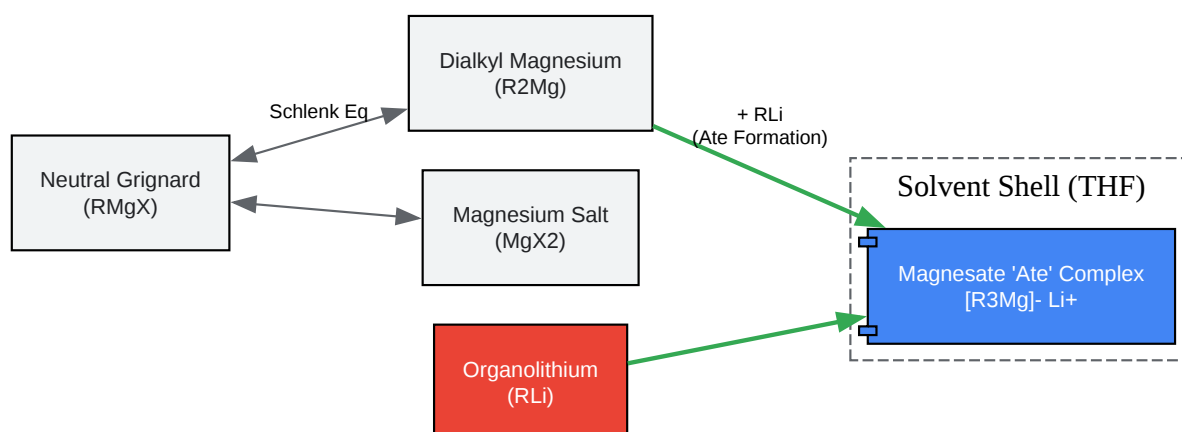 Dialkyl Magnesium
(R2Mg)
Schlenk Eq
+ RLi
(Ate Formation)
Neutral Grignard
(RMgX)
Solvent Shell (THF)
Magnesium Salt
(MgX2)
Magnesate 'Ate' Complex
[R3Mg]- Li+
Organolithium
(RLi)